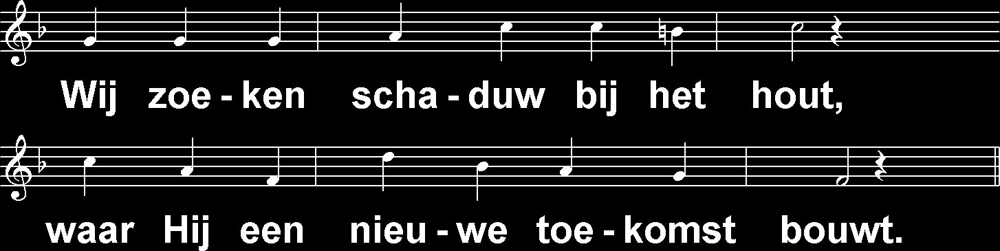 Wij zoe - ken scha - duw bij het hout,
waar Hij een nieu - we toe - komst bouwt.